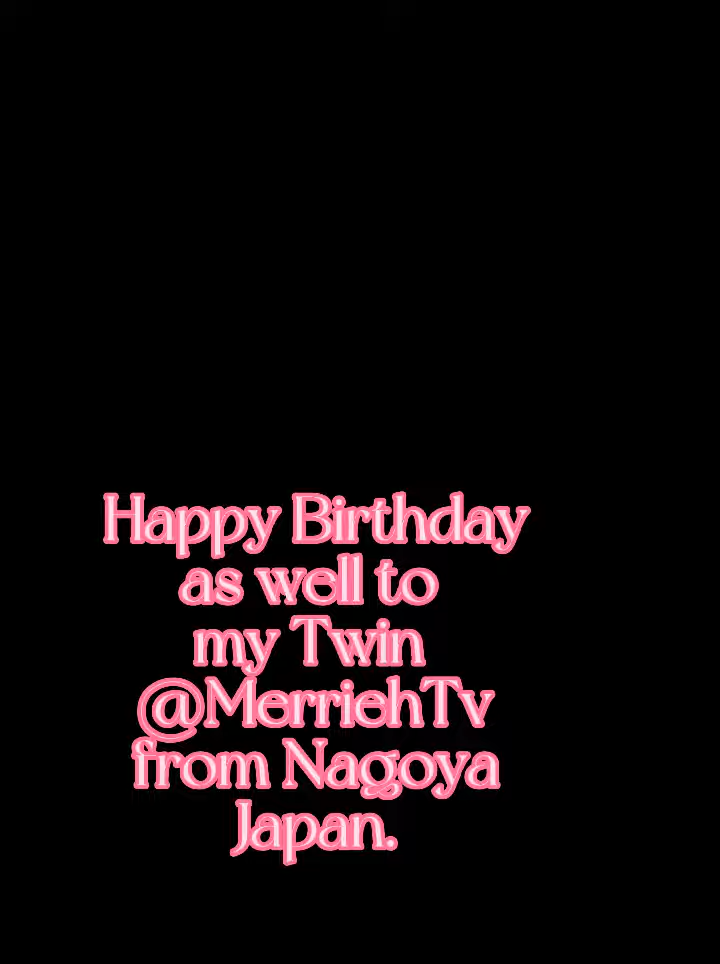 Happy Birthday
as well to
my Twin
@MerriehTv
from Nagoya
Japan.